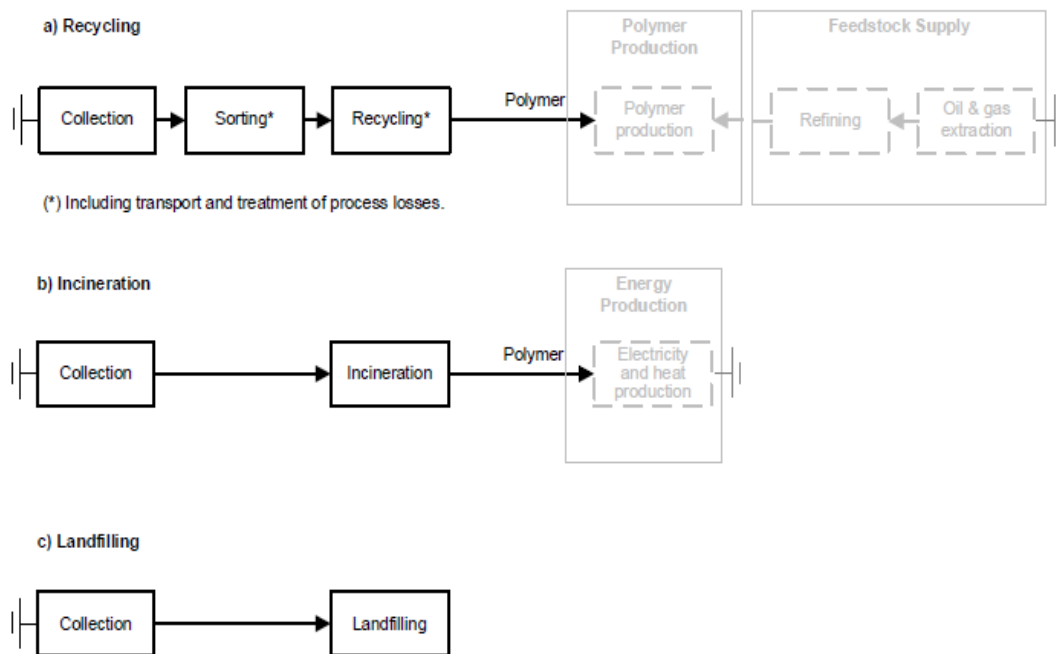 a) Recycling
Polymer
Production
Feedstock Supply
Collection
Sorting*
Recycling*
Polymer
Polymer
production
Refining
Oil & gas
extraction
(*) Including transport and treatment of process losses.
b) Incineration
Energy
Production
Collection
Incineration
Polymer
Electricity
and heat
production
c) Landfilling
Collection
Landfilling